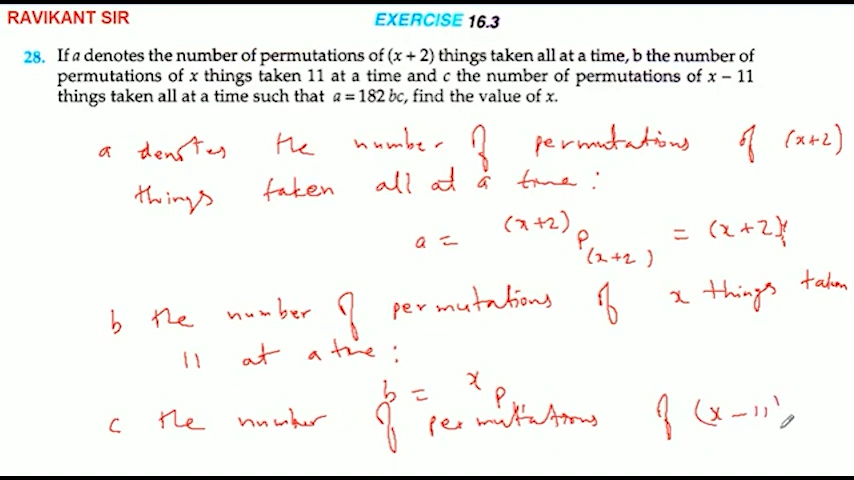 RAVIKANT SIR
EXERCISE 16.3
28. If a denotes the number of permutations of (x + 2) things taken all at a time, b the number of
permutations of x things taken 11 at a time and c the number of permutations of x – 11
things taken all at a time such that a = 182 bc, find the value of x.
a denotes the number of permutations of (x+2)
things taken all at a time :
a = (x+2)P(x+2) = (x+2)!
b the number of permutations of x things taken
11 at a time :
b = xP11
c the number of permutations of (x-11)